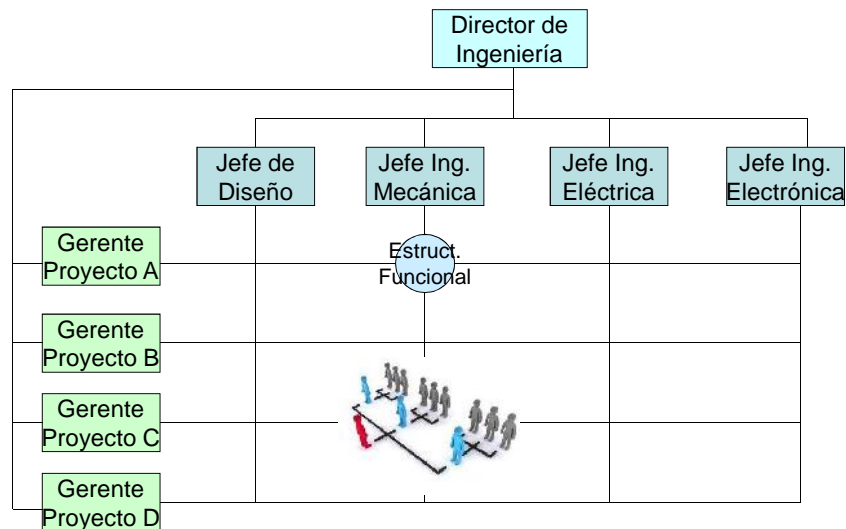 Director de
Ingeniería
Jefe de
Diseño
Jefe Ing.
Mecánica
Jefe Ing.
Eléctrica
Jefe Ing.
Electrónica
Gerente
Proyecto A
Estruct.
Funcional
Gerente
Proyecto B
Gerente
Proyecto C
Gerente
Proyecto D